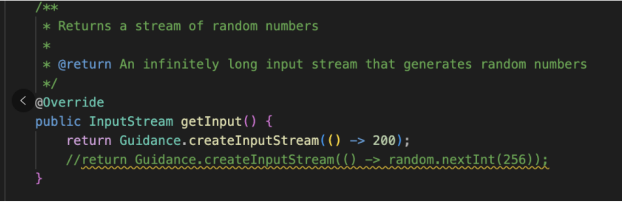 /**
* Returns a stream of random numbers
*
* @return An infinitely long input stream that generates random numbers
*/
@Override
public InputStream getInput() {
return Guidance.createInputStream(() -> 200);
//return Guidance.createInputStream(() -> random.nextInt(256));
}